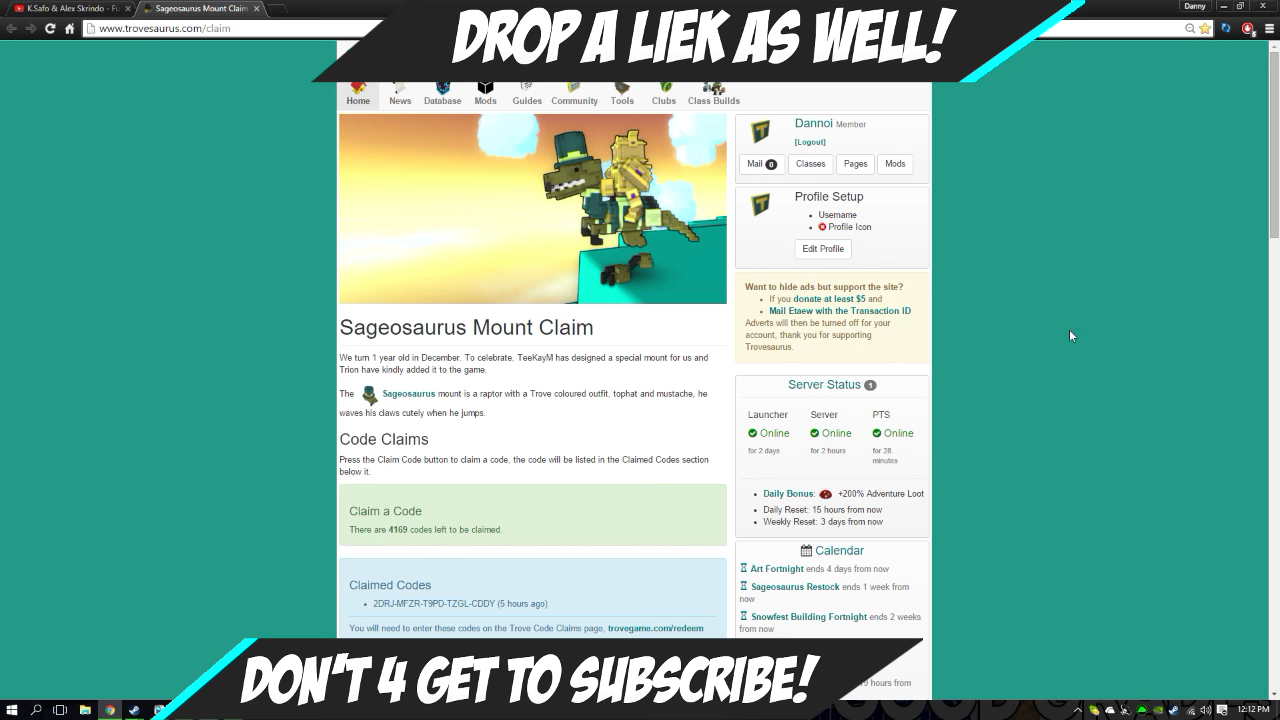 K.Safo & Alex Skrindo - Fu
Sageosaurus Mount Claim
Danny
www.trovesaurus.com/claim
DROP A LIEK AS WELL!
Home News Database Mods Guides Community Tools Clubs Class Builds
Dannoi Member
[Logout]
Mail 0 Classes Pages Mods
Profile Setup
Username
Profile Icon
Edit Profile
Want to hide ads but support the site?
If you donate at least $5 and
Mail Etaew with the Transaction ID
Adverts will then be turned off for your
account, thank you for supporting
Trovesaurus.
Sageosaurus Mount Claim
We turn 1 year old in December. To celebrate, TeeKayM has designed a special mount for us and
Trion have kindly added it to the game.
The Sageosaurus mount is a raptor with a Trove coloured outfit, tophat and mustache, he
waves his claws cutely when he jumps.
Code Claims
Press the Claim Code button to claim a code, the code will be listed in the Claimed Codes section
below it.
Claim a Code
There are 4169 codes left to be claimed.
Claimed Codes
2DRJ-MFZR-T9PD-TZGL-CDDY (5 hours ago)
You will need to enter these codes on the Trove Code Claims page, trovegame.com/redeem
Server Status 1
Launcher Server PTS
Online Online Online
for 2 days for 2 hours for 28
minutes
Daily Bonus: +200% Adventure Loot
Daily Reset: 15 hours from now
Weekly Reset: 3 days from now
Calendar
Art Fortnight ends 4 days from now
Sageosaurus Restock ends 1 week from
now
Snowfest Building Fortnight ends 2 weeks
from now
hours from
DON'T 4 GET TO SUBSCRIBE!
12:12 PM